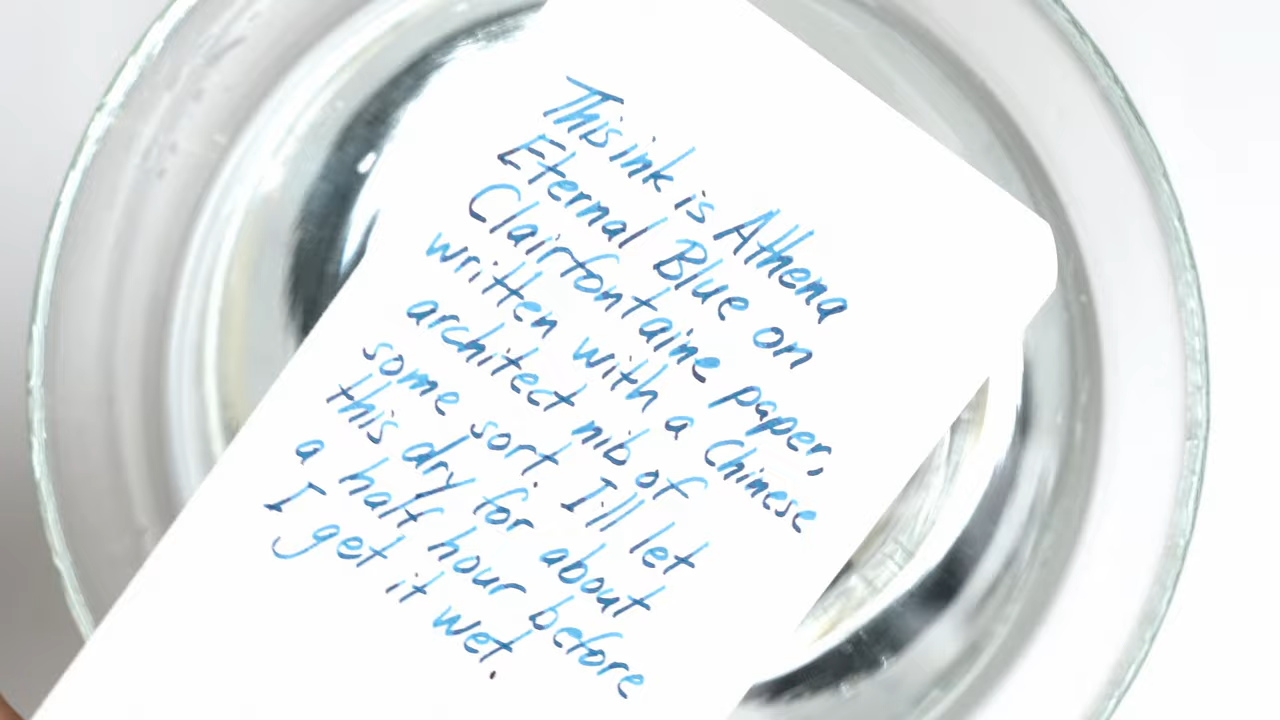 This ink is Athena
Eternal Blue on
Clairfontaine paper,
written with a Chinese
architect nib of
some sort. I'll let
this dry for about
a half hour before
I get it wet.